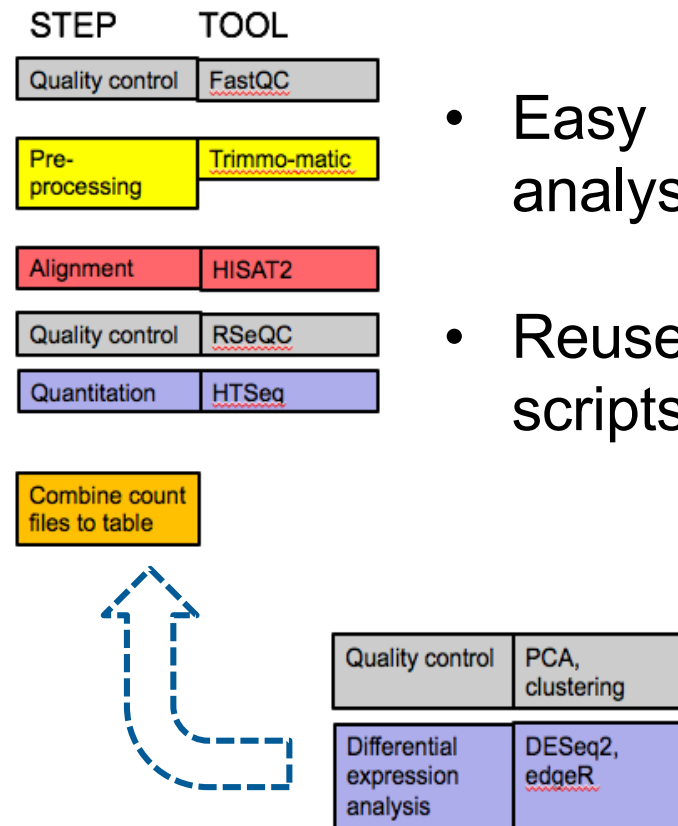 STEP TOOL
Quality control FastQC
Pre-
processing
Trimmo-matic
Alignment HISAT2
Quality control RSeQC
Quantitation HTSeq
Combine count
files to table
• Easy
analys
• Reuse
scripts
Quality control
PCA,
clustering
Differential
expression
analysis
DESeq2,
edgeR